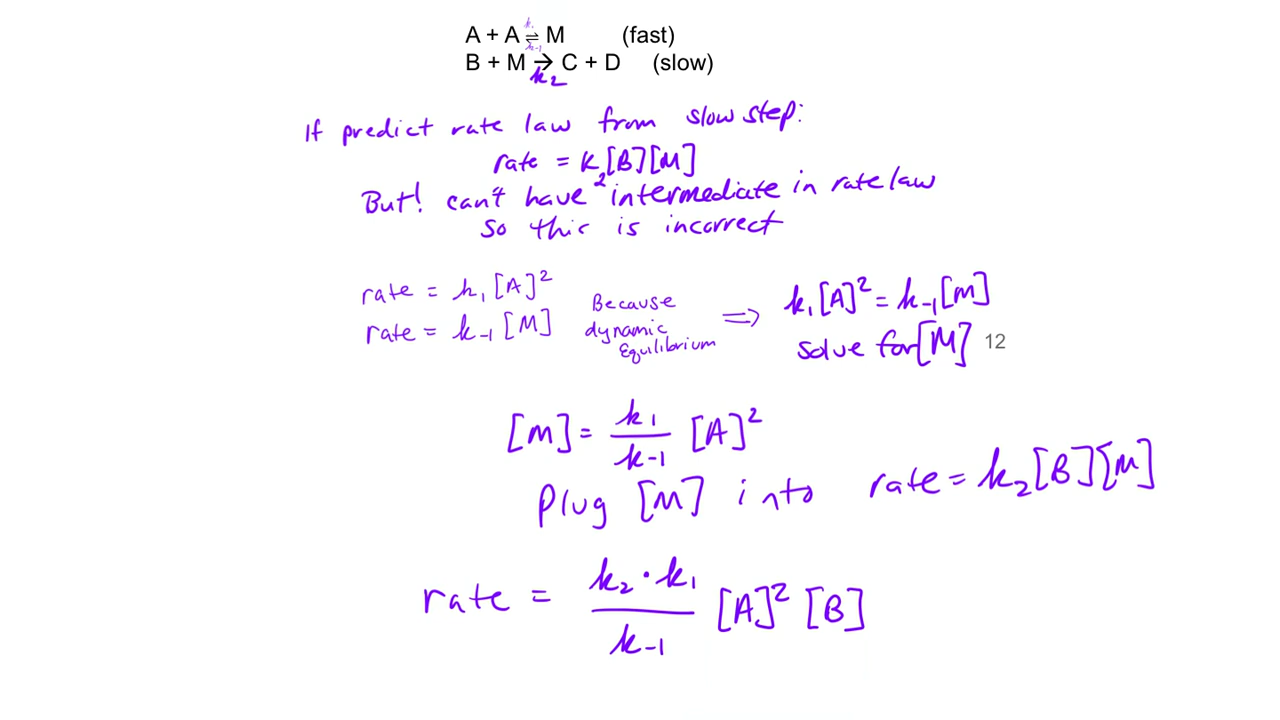 A + A ⇌ M (fast)
k₁
k-1
B + M → C + D (slow)
k₂
If predict rate law from slow step:
rate = k₂[B][M]
But! can't have intermediate in rate law
So this is incorrect
rate = k₁[A]²
rate = k-1[M]
Because
dynamic
Equilibrium
⇒ k₁[A]² = k-1[M]
solve for [M]
12
[M] = k₁/k-1 [A]²
Plug [M] into rate = k₂[B][M]
rate = k₂·k₁/k-1 [A]² [B]